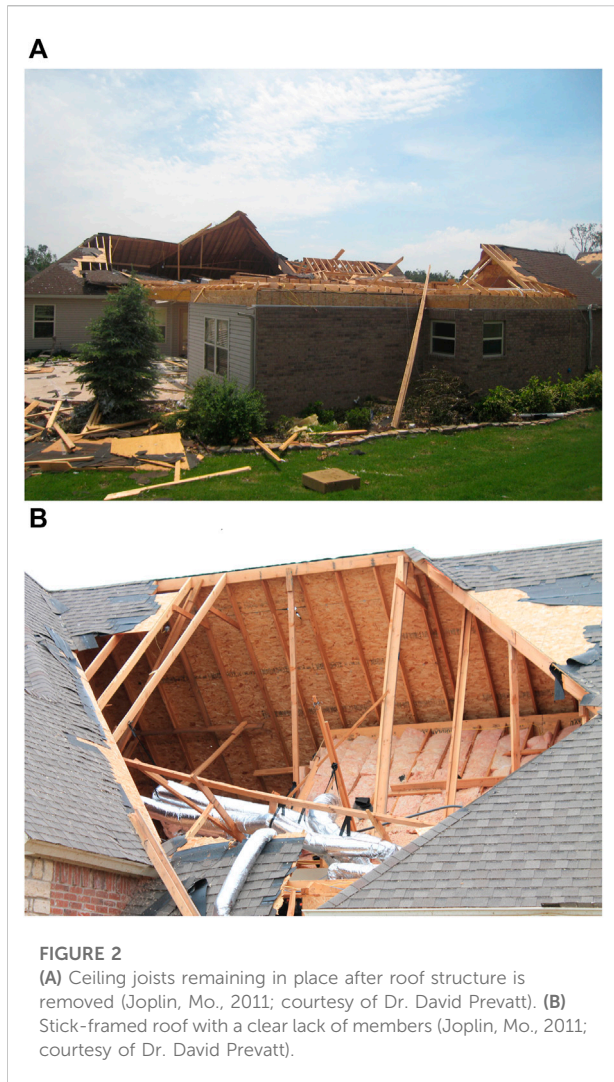 A
B
FIGURE 2
(A) Ceiling joists remaining in place after roof structure is
removed (Joplin, Mo., 2011; courtesy of Dr. David Prevatt). (B)
Stick-framed roof with a clear lack of members (Joplin, Mo., 2011;
courtesy of Dr. David Prevatt).